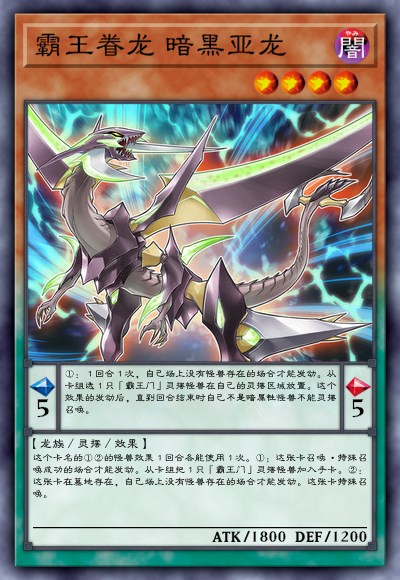 霸王眷龙 暗黑亚龙
やみ
闇
①：1回合1次，自己场上没有怪兽存在的场合才能发动。从
卡组选1只「霸王门」灵摆怪兽在自己的灵摆区域放置。这个
效果的发动后，直到回合结束时自己不是暗属性怪兽不能灵摆
召唤。
5
5
【龙族／灵摆／效果】
这个卡名的①②的怪兽效果1回合各能使用1次。①：这张卡召唤·特殊召
唤成功的场合才能发动。从卡组把1只「霸王门」灵摆怪兽加入手卡。②：
这张卡在墓地存在，自己场上没有怪兽存在的场合才能发动。这张卡特殊召
唤。
ATK/1800 DEF/1200